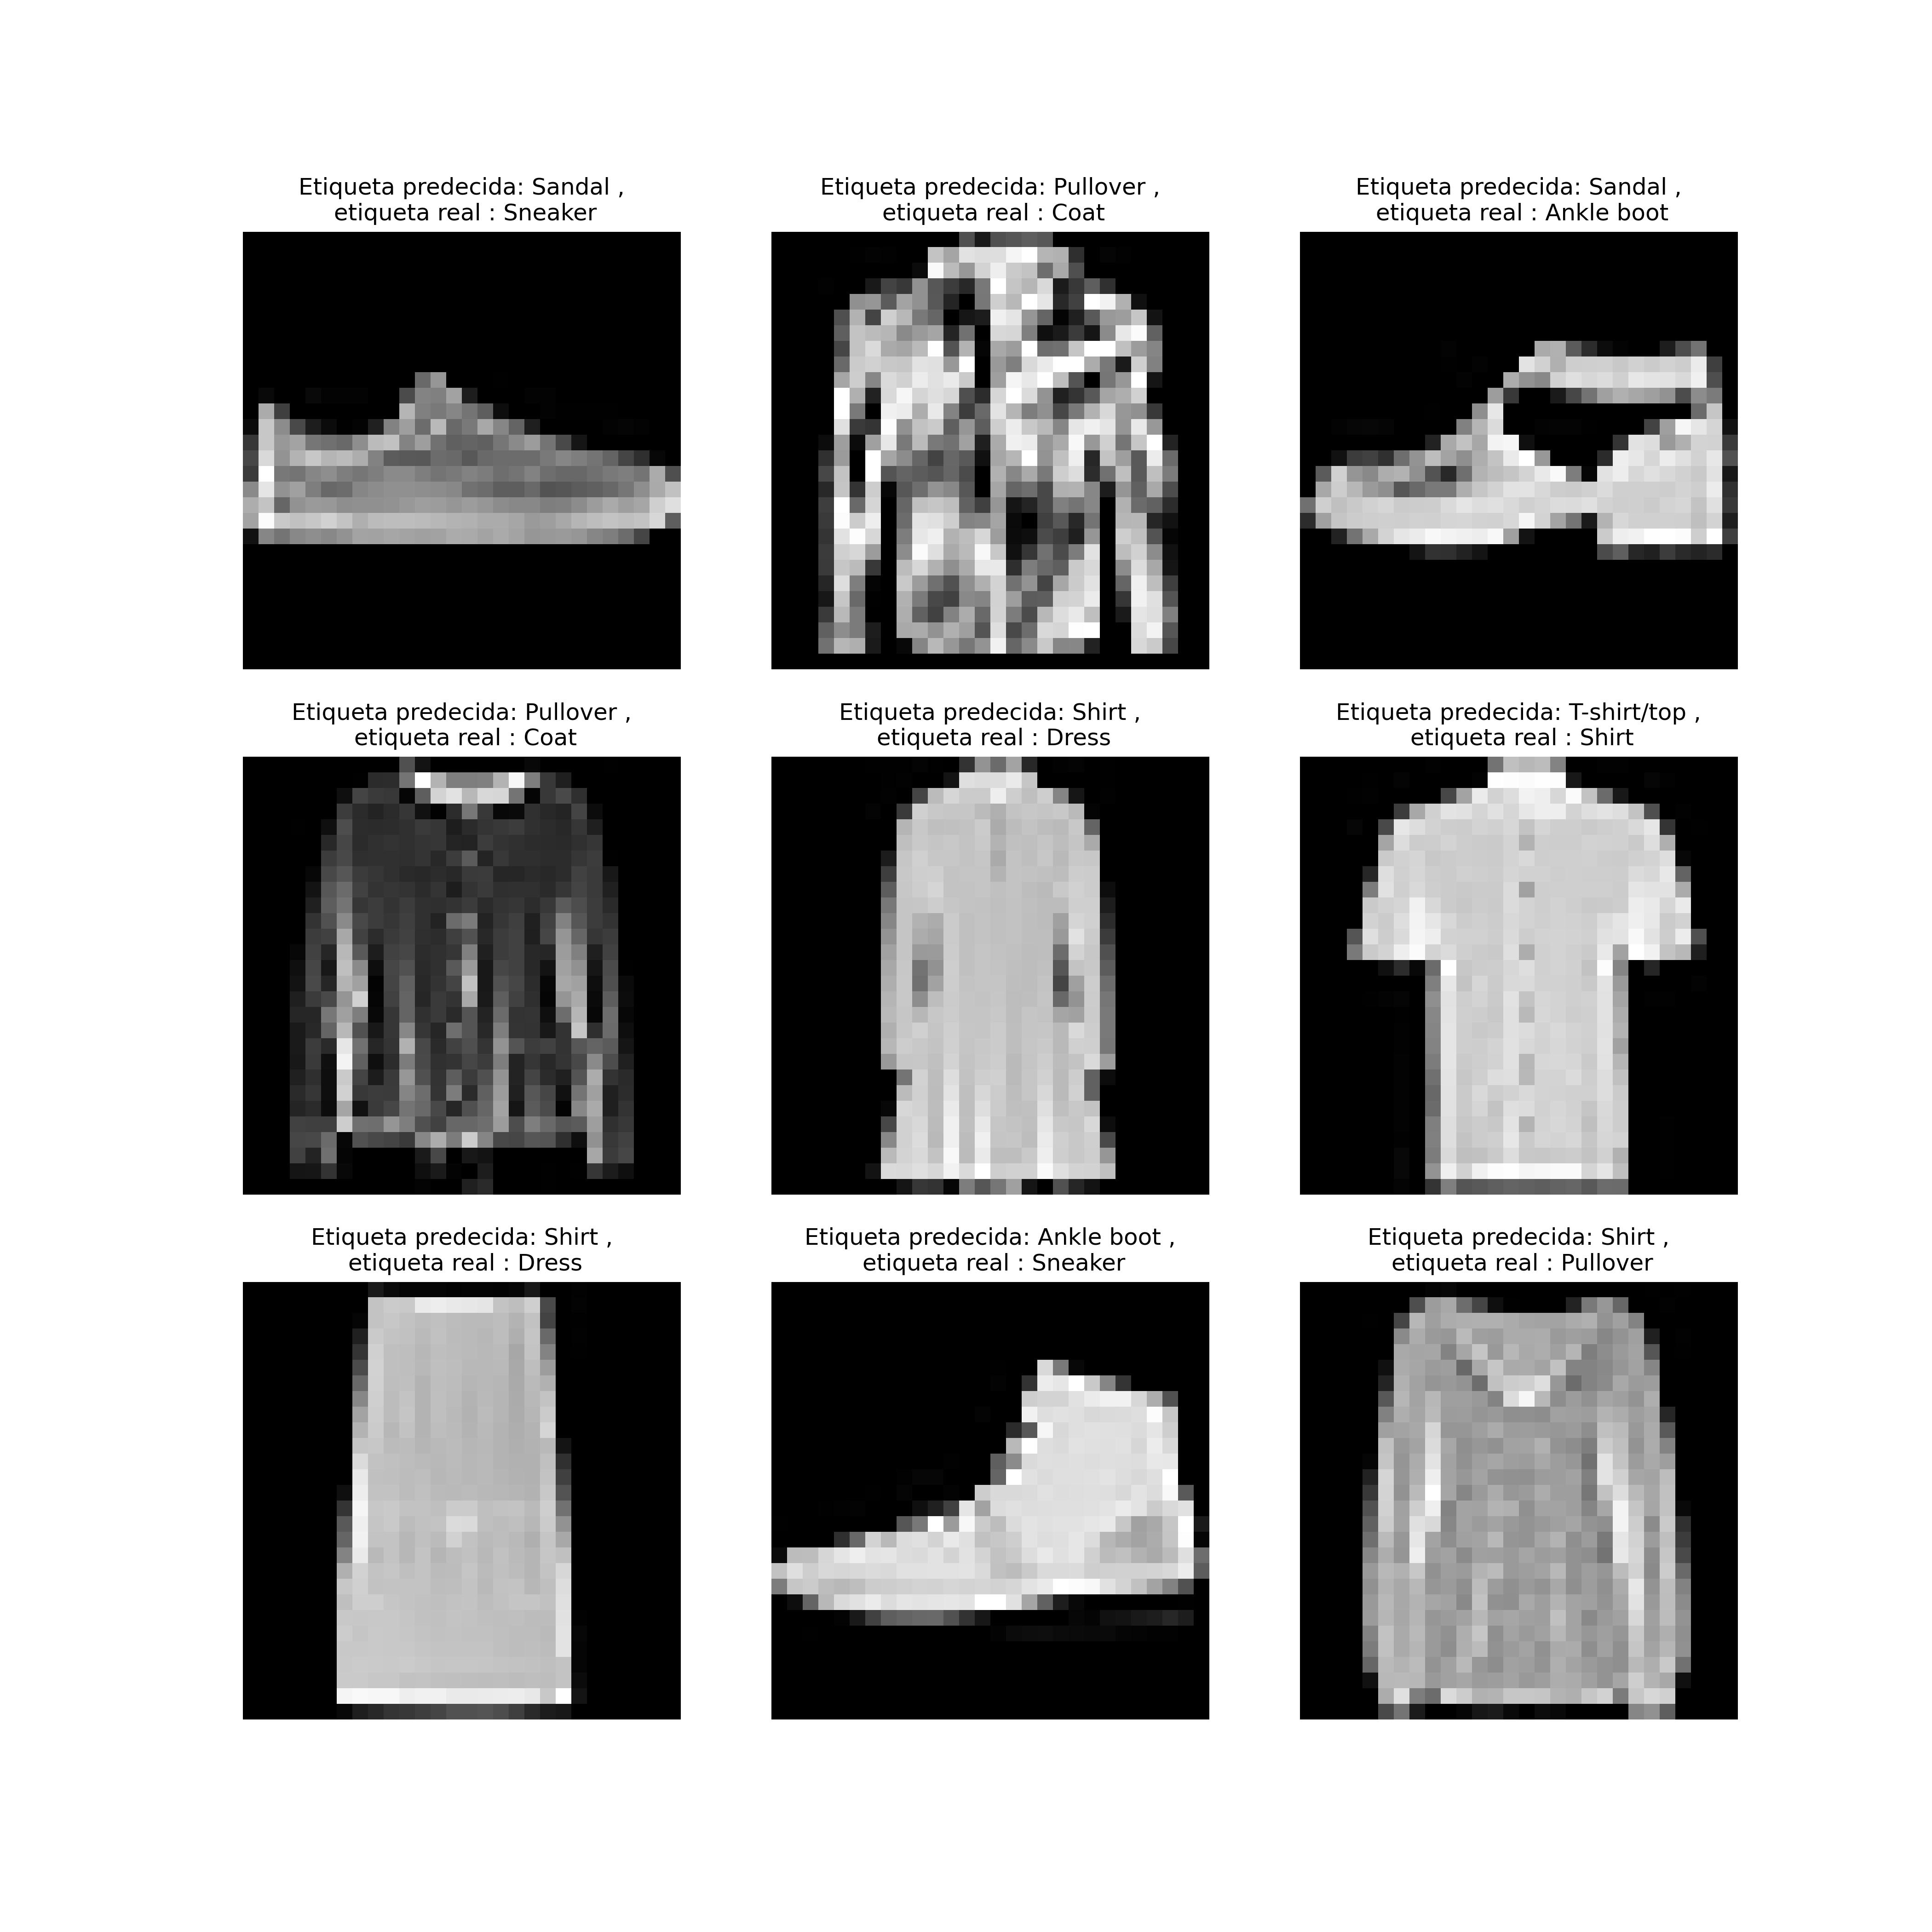 Etiqueta predecida: Sandal ,
etiqueta real : Sneaker
Etiqueta predecida: Pullover ,
etiqueta real : Coat
Etiqueta predecida: Sandal ,
etiqueta real : Ankle boot
Etiqueta predecida: Pullover ,
etiqueta real : Coat
Etiqueta predecida: Shirt ,
etiqueta real : Dress
Etiqueta predecida: T-shirt/top ,
etiqueta real : Shirt
Etiqueta predecida: Shirt ,
etiqueta real : Dress
Etiqueta predecida: Ankle boot ,
etiqueta real : Sneaker
Etiqueta predecida: Shirt ,
etiqueta real : Pullover